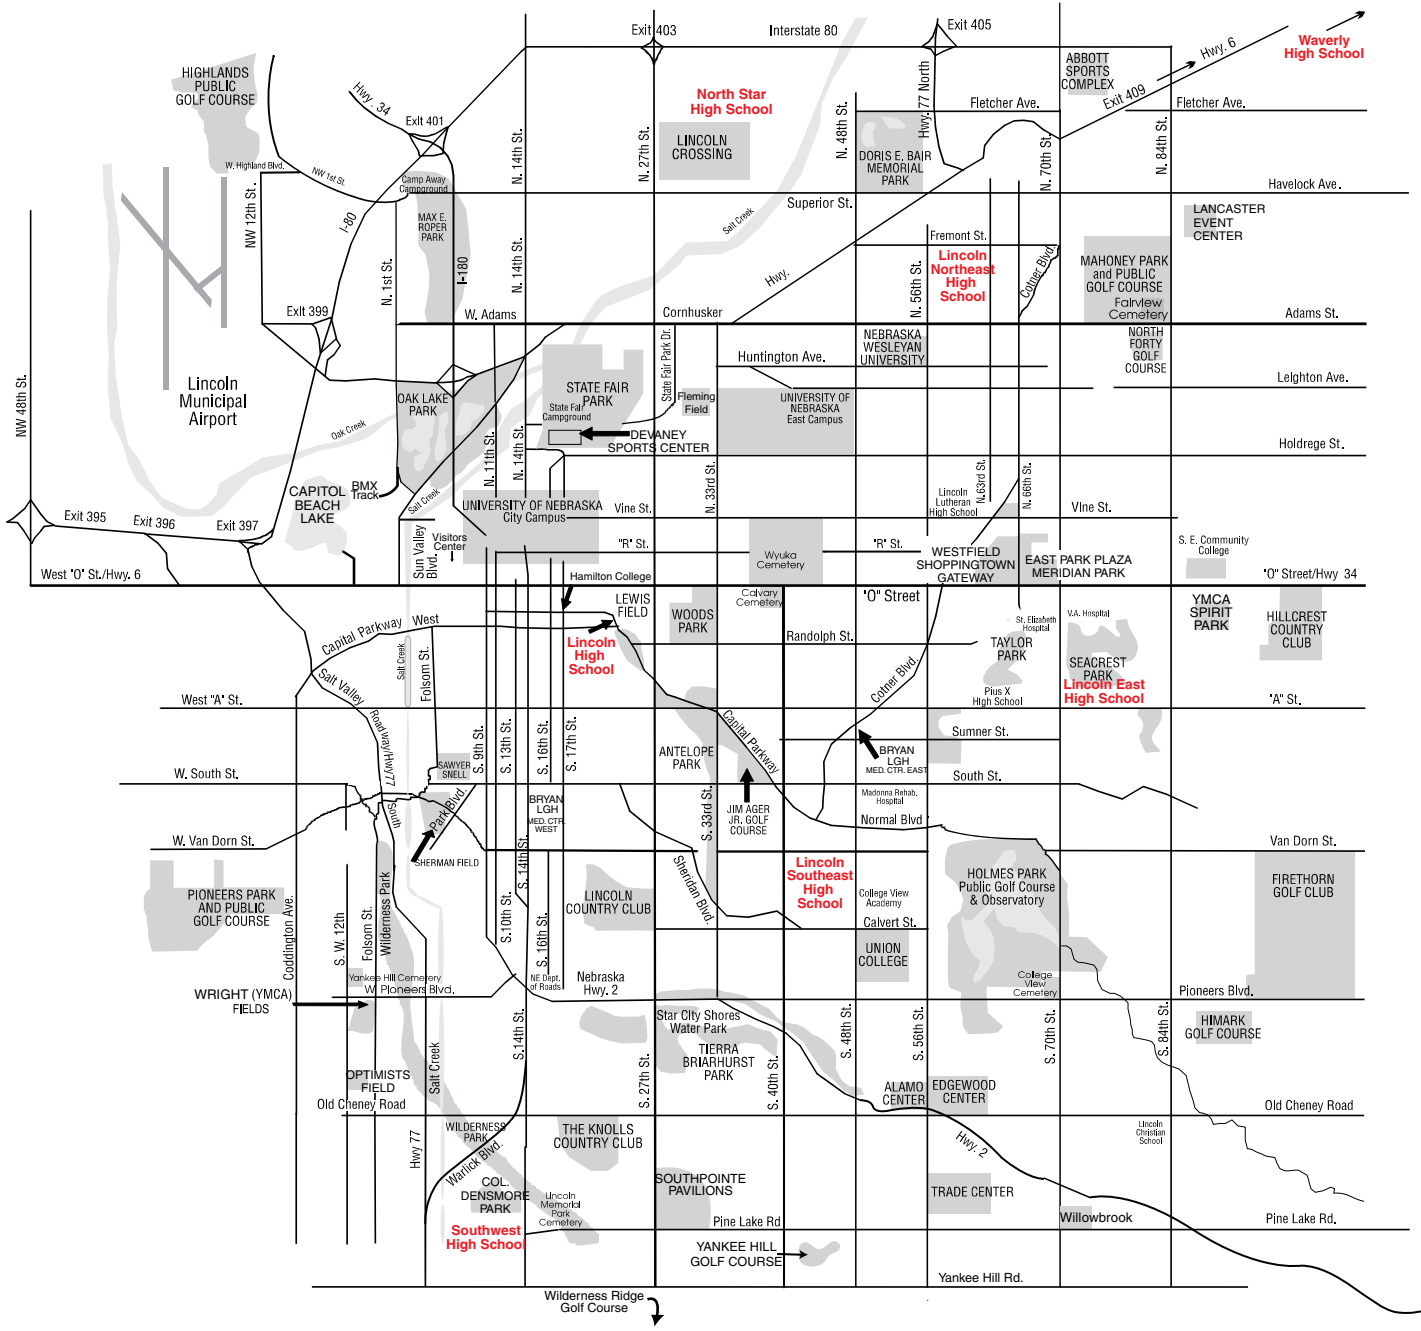 Exit 403
Interstate 80
Exit 405
Hwy. 6
Waverly
High School
HIGHLANDS
PUBLIC
GOLF COURSE
Hwy. 34
Exit 401
North Star
High School
ABBOTT
SPORTS
COMPLEX
Exit 409
Fletcher Ave.
Fletcher Ave.
Hwy. 77 North
N. 14th St.
N. 27th St.
LINCOLN
CROSSING
N. 48th St.
DORIS E. BAIR
MEMORIAL
PARK
N. 70th St.
N. 84th St.
W. Highland Blvd.
NW 1st St.
Camp Away
Campground
Havelock Ave.
Superior St.
NW 12th St.
I-80
MAX E.
ROPER
PARK
Salt Creek
LANCASTER
EVENT
CENTER
Fremont St.
Lincoln
Northeast
High
School
Cotner Blvd.
MAHONEY PARK
and PUBLIC
GOLF COURSE
Fairview
Cemetery
N. 1st St.
I-180
N. 14th St.
Hwy.
N. 56th St.
Exit 399
W. Adams
Cornhusker
Adams St.
State Fair Park Dr.
NEBRASKA
WESLEYAN
UNIVERSITY
NORTH
FORTY
GOLF
COURSE
Huntington Ave.
Leighton Ave.
Lincoln
Municipal
Airport
NW 48th St.
OAK LAKE
PARK
STATE FAIR
PARK
State Fair
Campground
Fleming
Field
UNIVERSITY OF
NEBRASKA
East Campus
Oak Creek
DEVANEY
SPORTS CENTER
Holdrege St.
N. 11th St.
N. 14th St.
N. 33rd St.
N.63rd St.
N. 66th St.
CAPITOL
BEACH
LAKE
BMX
Track
Salt Creek
UNIVERSITY OF NEBRASKA
City Campus
Lincoln
Lutheran
High School
Exit 395
Exit 396
Exit 397
Vine St.
Vine St.
Sun Valley
Blvd.
Visitors
Center
"R" St.
"R" St.
Wyuka
Cemetery
WESTFIELD
SHOPPINGTOWN
GATEWAY
EAST PARK PLAZA
MERIDIAN PARK
S. E. Community
College
West "O" St./Hwy. 6
Hamilton College
"O" Street/Hwy 34
"O" Street
Calvary
Cemetery
LEWIS
FIELD
WOODS
PARK
YMCA
SPIRIT
PARK
HILLCREST
COUNTRY
CLUB
Capital Parkway West
Lincoln
High
School
Randolph St.
St. Elizabeth
Hospital
V.A. Hospital
TAYLOR
PARK
SEACREST
PARK
Lincoln East
High School
Pius X
High School
Salt Creek
Folsom St.
Cotner Blvd.
Salt Valley
Road way/Hwy77
South
West "A" St.
"A" St.
Capital Parkway
Sumner St.
S. 9th St.
S. 13th St.
S. 16th St.
S. 17th St.
ANTELOPE
PARK
BRYAN
LGH
MED. CTR. EAST
SAWYER
SNELL
W. South St.
South St.
Park Blvd.
BRYAN
LGH
MED. CTR.
WEST
S. 33rd St.
JIM AGER
JR. GOLF
COURSE
Madonna Rehab.
Hospital
Normal Blvd
W. Van Dorn St.
Van Dorn St.
SHERMAN FIELD
S. 14th St.
Sheridan Blvd.
Lincoln
Southeast
High
School
HOLMES PARK
Public Golf Course
& Observatory
FIRETHORN
GOLF CLUB
PIONEERS PARK
AND PUBLIC
GOLF COURSE
LINCOLN
COUNTRY CLUB
College View
Academy
Calvert St.
Coddington Ave.
S. W. 12th
Folsom St.
Wilderness Park
S.10th St.
S.16th St.
UNION
COLLEGE
Yankee Hill Cemetery
W. Pioneers Blvd.
NE Dept.
of Roads
Nebraska
Hwy. 2
College
View
Cemetery
Pioneers Blvd.
WRIGHT (YMCA)
FIELDS
Star City Shores
Water Park
HIMARK
GOLF COURSE
S.14th St.
S. 27th St.
TIERRA
BRIARHURST
PARK
S. 40th St.
S. 48th St.
S. 56th St.
S. 70th St.
S. 84th St.
Salt Creek
OPTIMISTS
FIELD
ALAMO
CENTER
EDGEWOOD
CENTER
Old Cheney Road
Old Cheney Road
Hwy 77
WILDERNESS
PARK
Warlick Blvd.
THE KNOLLS
COUNTRY CLUB
Hwy. 2
Lincoln
Christian
School
COL.
DENSMORE
PARK
Lincoln
Memorial
Park
Cemetery
SOUTHPOINTE
PAVILIONS
TRADE CENTER
Pine Lake Rd
Willowbrook
Pine Lake Rd.
Southwest
High School
YANKEE HILL
GOLF COURSE
Yankee Hill Rd.
Wilderness Ridge
Golf Course